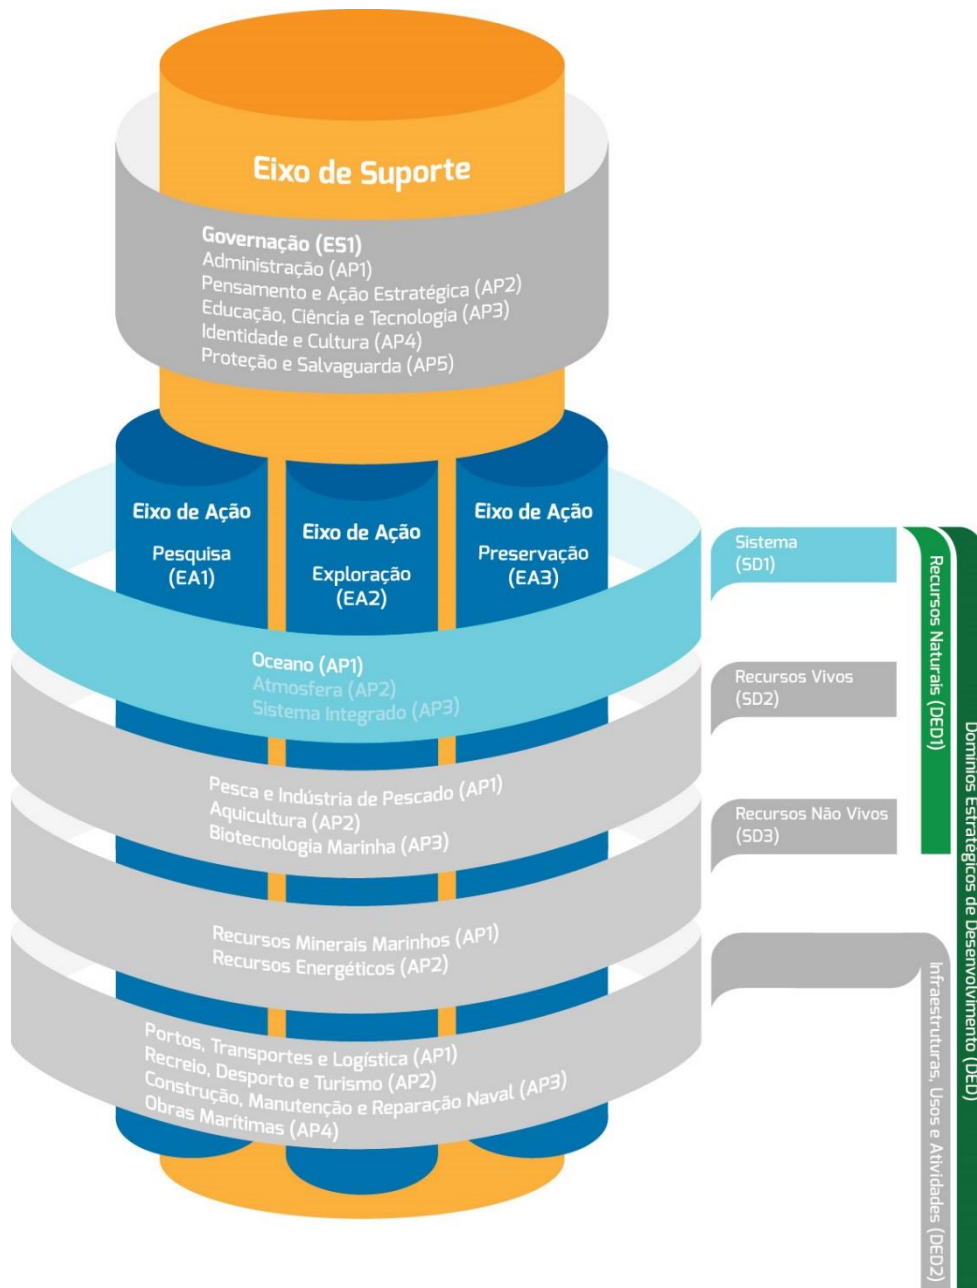 Eixo de Suporte
Governação (ES1)
Administração (AP1)
Pensamento e Ação Estratégica (AP2)
Educação, Ciência e Tecnologia (AP3)
Identidade e Cultura (AP4)
Proteção e Salvaguarda (AP5)
Eixo de Ação
Pesquisa
(EA1)
Eixo de Ação
Exploração
(EA2)
Eixo de Ação
Preservação
(EA3)
Oceano (AP1)
Atmosfera (AP2)
Sistema Integrado (AP3)
Sistema
(SD1)
Pesca e Indústria de Pescado (AP1)
Aquicultura (AP2)
Biotecnologia Marinha (AP3)
Recursos Vivos
(SD2)
Recursos Minerais Marinhos (AP1)
Recursos Energéticos (AP2)
Recursos Não Vivos
(SD3)
Portos, Transportes e Logística (AP1)
Recreio, Desporto e Turismo (AP2)
Construção, Manutenção e Reparação Naval (AP3)
Obras Marítimas (AP4)
Recursos Naturais (DED1)
Infraestruturas, Usos e Atividades (DED2)
Domínios Estratégicos de Desenvolvimento (DED)